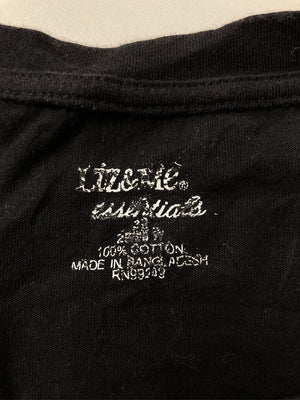 Liz&Me®
essentials
100% COTTON
MADE IN BANGLADESH